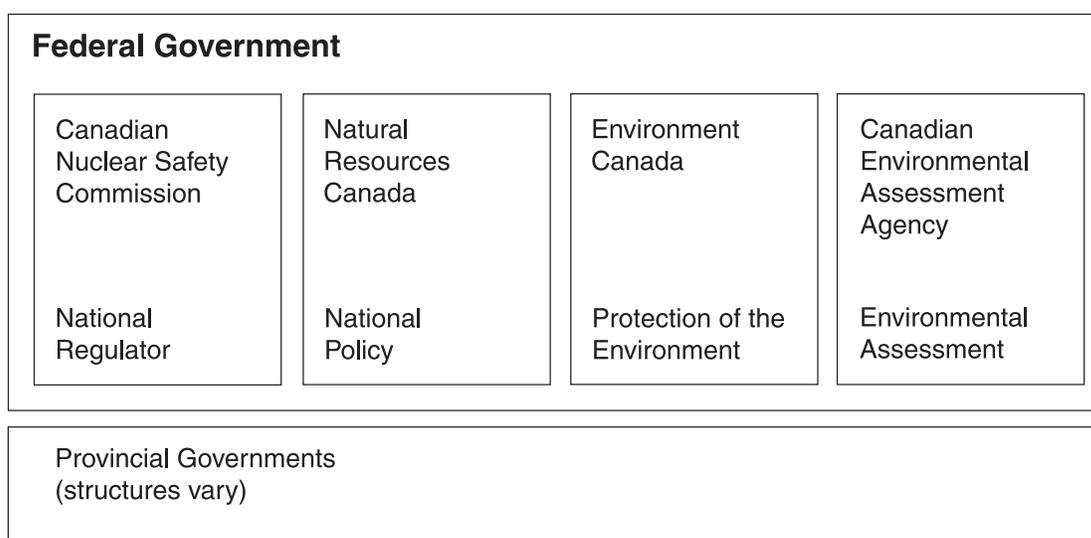 Federal Government
Canadian
Nuclear Safety
Commission
National
Regulator
Natural
Resources
Canada
National
Policy
Environment
Canada
Protection of the
Environment
Canadian
Environmental
Assessment
Agency
Environmental
Assessment
Provincial Governments
(structures vary)